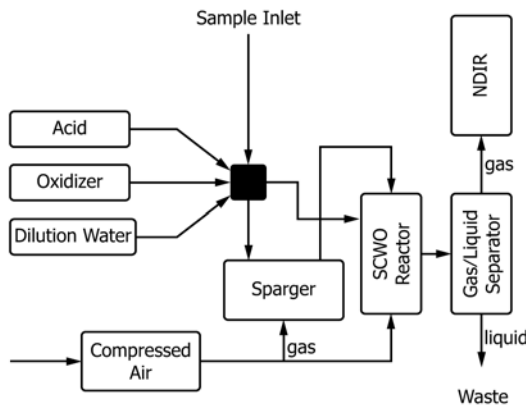 Sample Inlet
NDIR
Acid
gas
Oxidizer
Dilution Water
SCWO
Reactor
Gas/Liquid
Separator
Sparger
Compressed
Air
gas
liquid
Waste